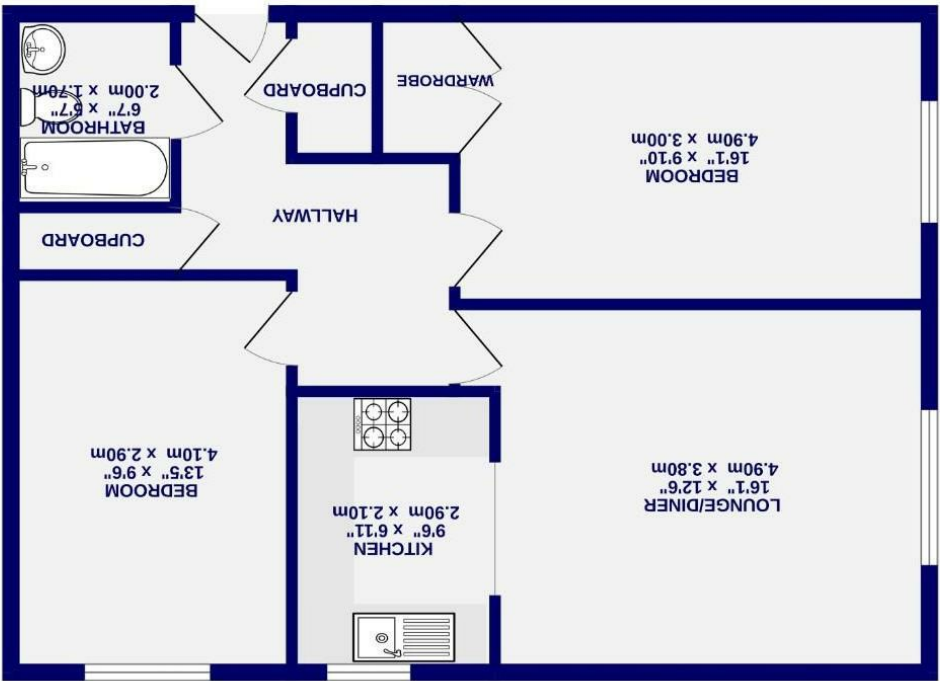 LOUNGE/DINER
16'1" x 12'6"
4.90m x 3.80m
KITCHEN
9'6" x 6'11"
2.90m x 2.10m
BEDROOM
13'5" x 9'6"
4.10m x 2.90m
BEDROOM
16'1" x 9'10"
4.90m x 3.00m
HALLWAY
CUPBOARD
WARDROBE
CUPBOARD
BATHROOM
6'7" x 5'7"
2.00m x 1.70m